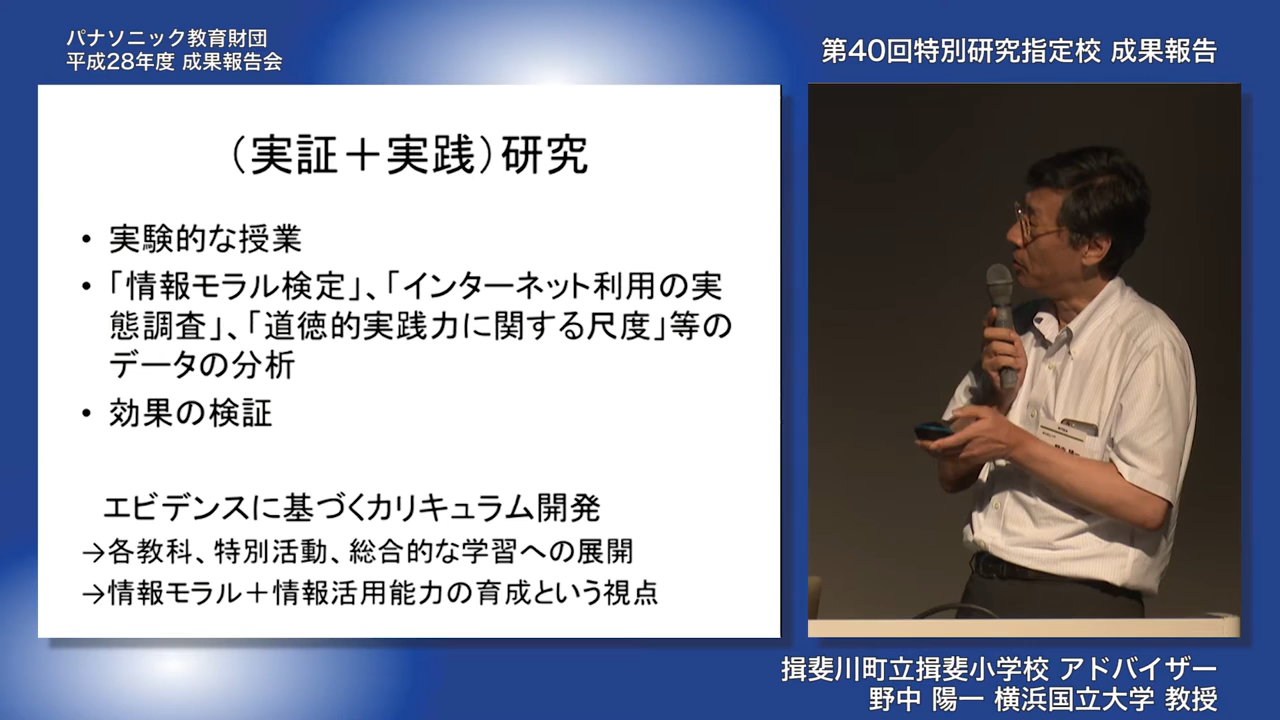 パナソニック教育財団
平成28年度 成果報告会
第40回特別研究指定校 成果報告
（実証＋実践）研究
• 実験的な授業
• 「情報モラル検定」、「インターネット利用の実
態調査」、「道徳的実践力に関する尺度」等の
データの分析
• 効果の検証
エビデンスに基づくカリキュラム開発
→各教科、特別活動、総合的な学習への展開
→情報モラル＋情報活用能力の育成という視点
揖斐川町立揖斐小学校 アドバイザー
野中 陽一 横浜国立大学 教授